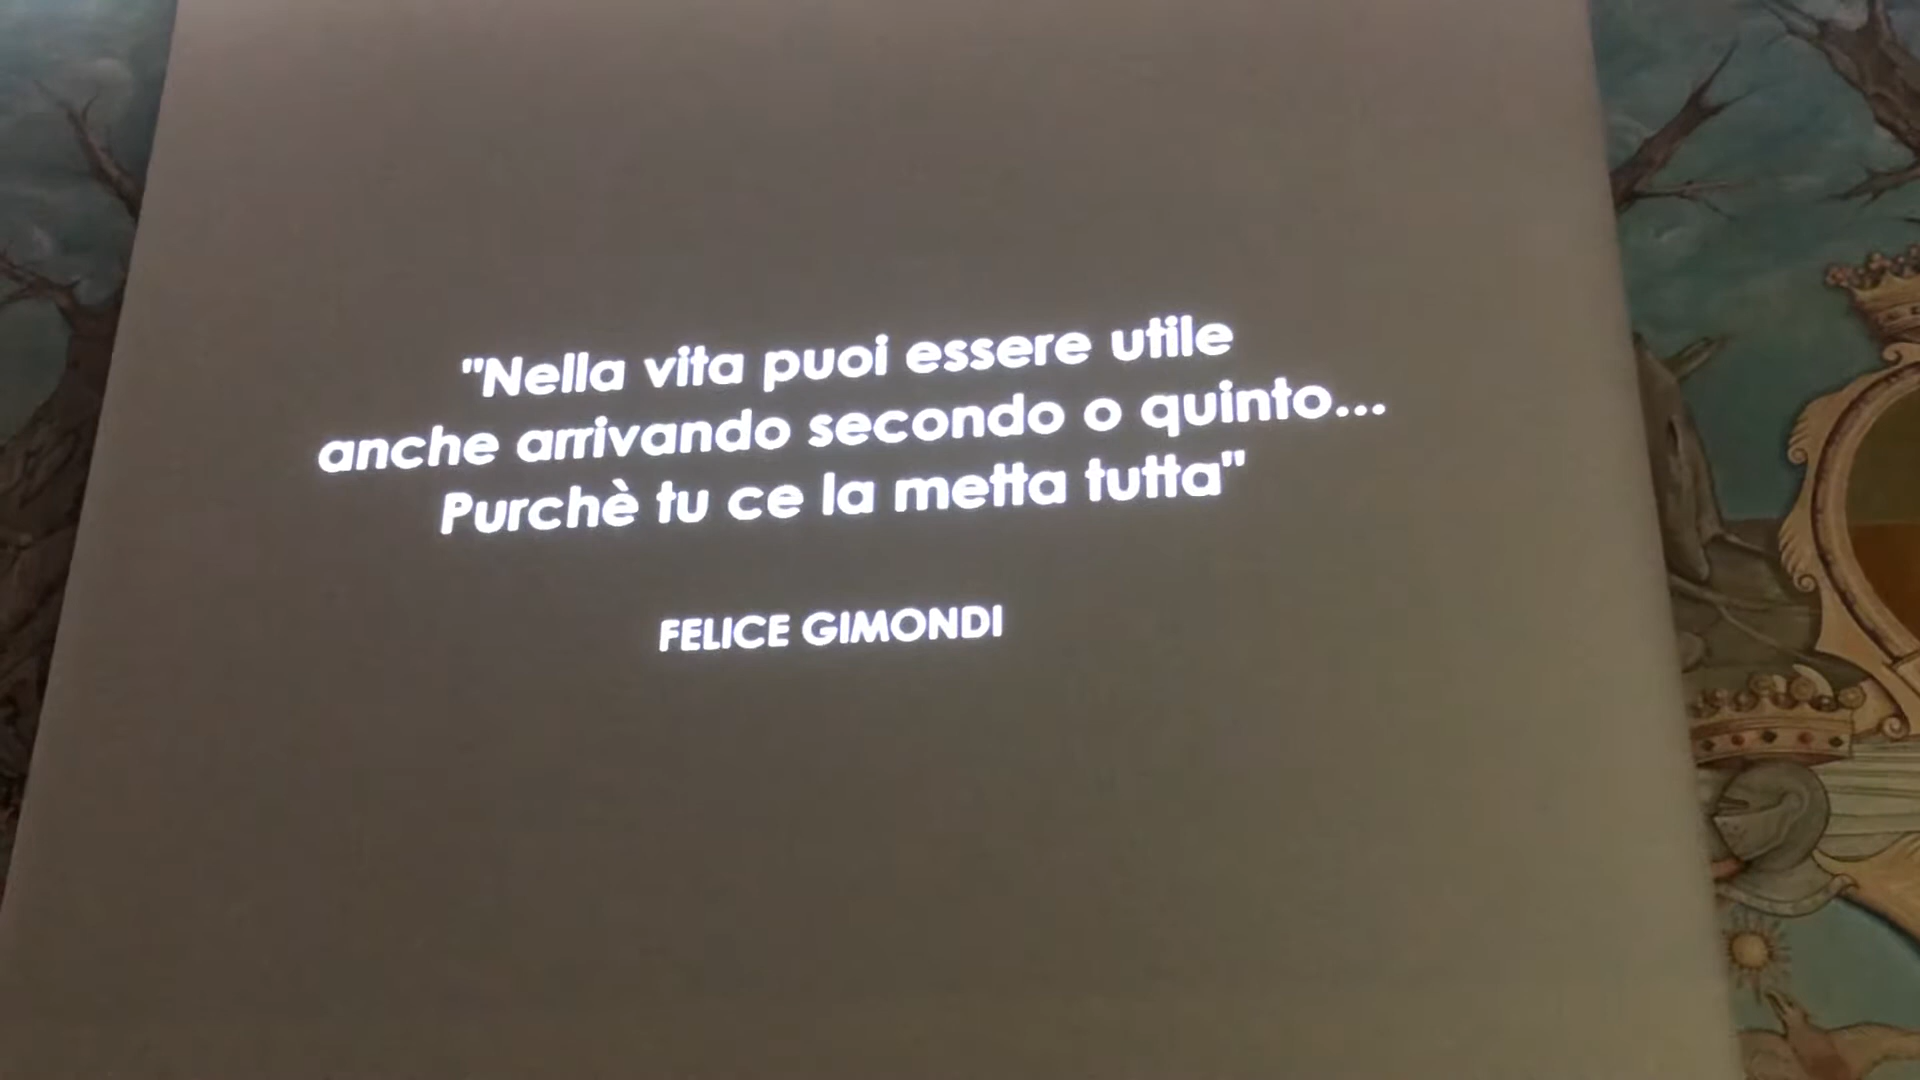 "Nella vita puoi essere utile
anche arrivando secondo o quinto...
Purchè tu ce la metta tutta"
FELICE GIMONDI